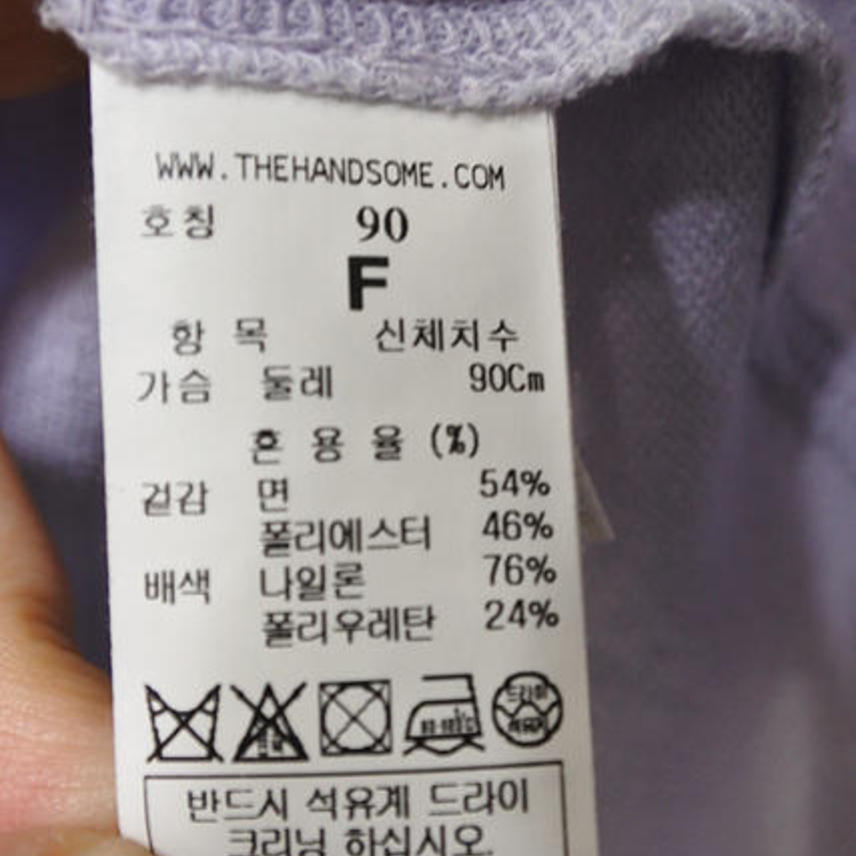 WWW.THEHANDSOME.COM
호칭 90
F
항 목 신체치수
가슴 둘레 90Cm
혼 용 율 (%)
겉감 면 54%
폴리에스터 46%
배색 나일론 76%
폴리우레탄 24%
드라이
반드시 석유계 드라이
크리닝 하십시오.